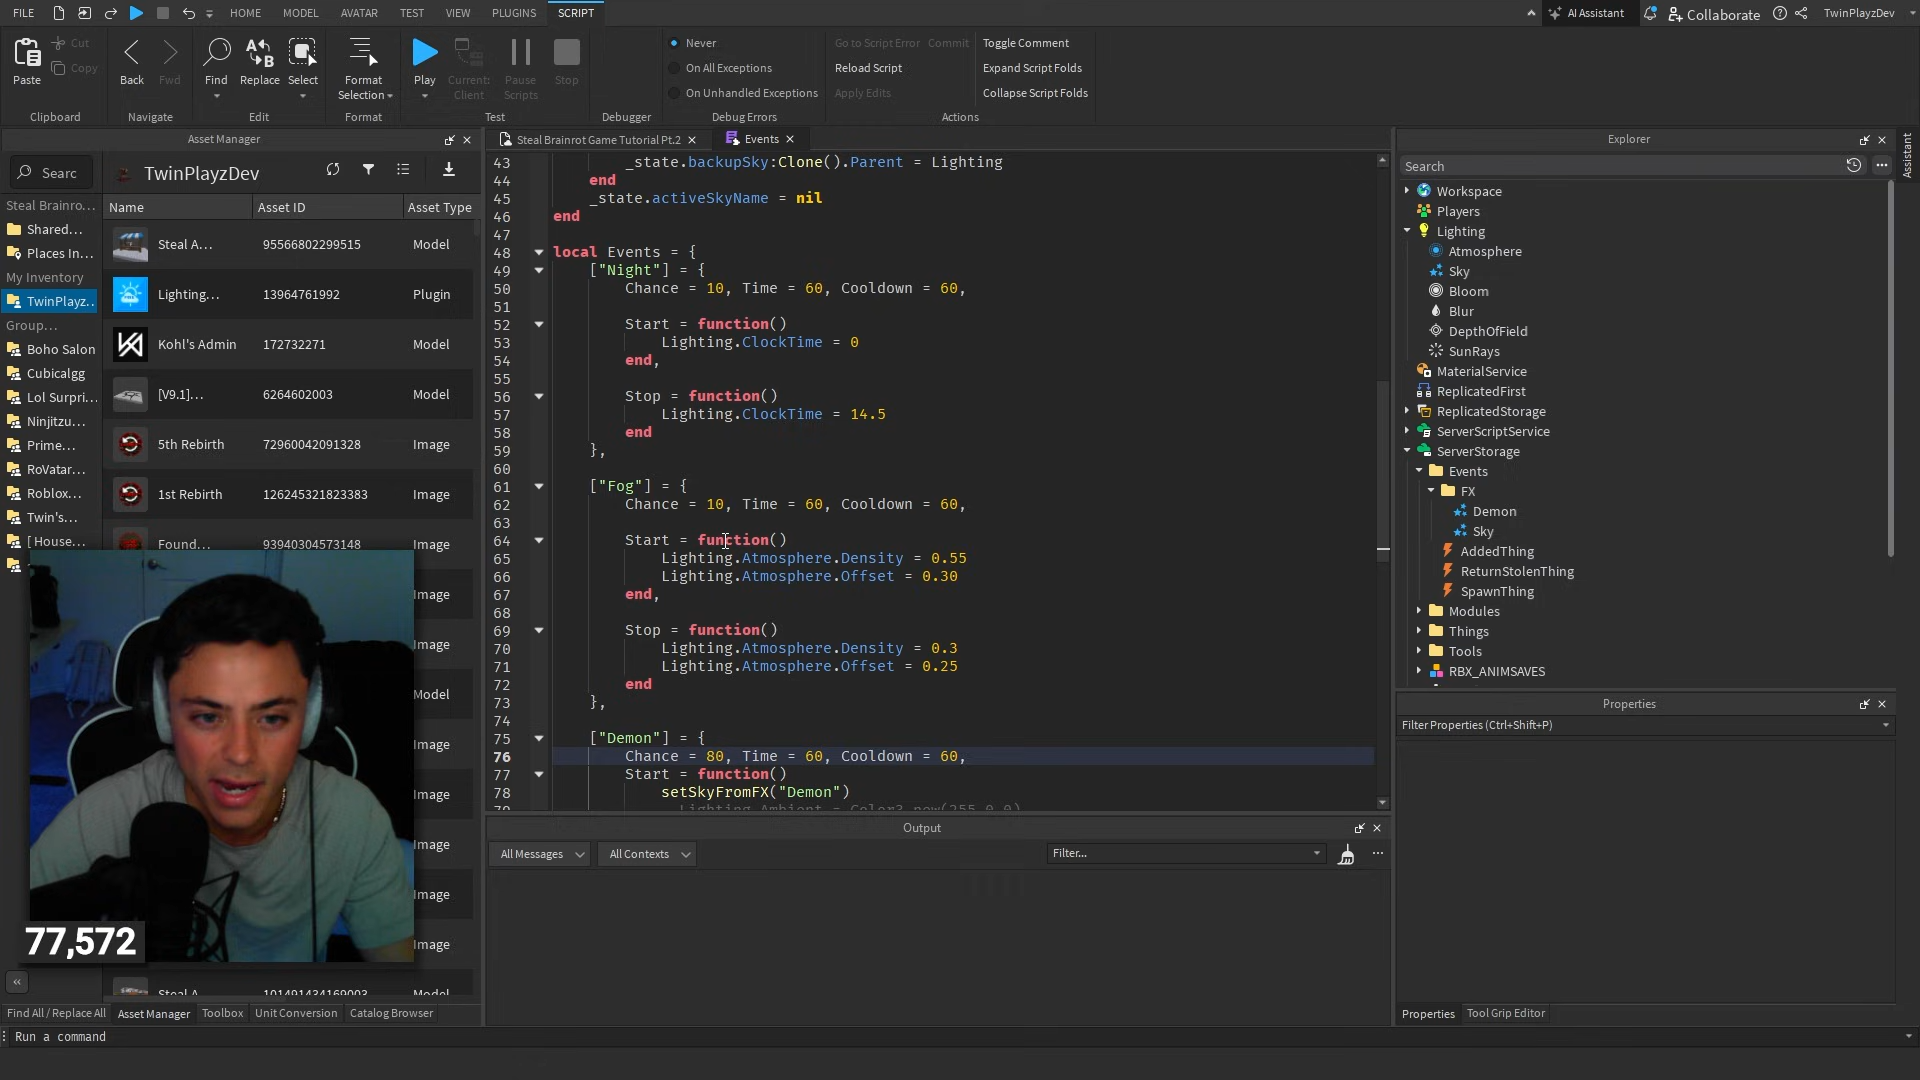 FILE
HOME
MODEL
AVATAR
TEST
VIEW
PLUGINS
SCRIPT
AI Assistant
Collaborate
TwinPlayzDev
Paste
Cut
Copy
Back
Fwd
Find
Replace
Select
Format
Selection
Play
Current:
Client
Pause
Scripts
Stop
Never
On All Exceptions
On Unhandled Exceptions
Go to Script Error
Commit
Reload Script
Apply Edits
Toggle Comment
Expand Script Folds
Collapse Script Folds
Clipboard
Navigate
Edit
Format
Test
Debugger
Debug Errors
Actions
Asset Manager
Searc
TwinPlayzDev
Steal Brainro...
Shared...
Places In...
My Inventory
TwinPlayz..
Group...
Boho Salon
Cubicalgg
Lol Surpri...
Ninjitzu...
Prime...
RoVatar...
Roblox...
Twin's...
[ House...
Name
Asset ID
Asset Type
Steal A... 95566802299515 Model
Lighting... 13964761992 Plugin
Kohl's Admin 172732271 Model
[V9.1]... 6264602003 Model
5th Rebirth 72960042091328 Image
1st Rebirth 126245321823383 Image
Found... 93940304573148 Image
Image
Image
Model
Image
Image
Image
Image
Image
Steal A... 101491434169003 Model
77,572
«
Find All / Replace All
Asset Manager
Toolbox
Unit Conversion
Catalog Browser
Run a command
Steal Brainrot Game Tutorial Pt.2
Events
43 _state.backupSky:Clone().Parent = Lighting
44 end
45 _state.activeSkyName = nil
46 end
47
48 local Events = {
49 ["Night"] = {
50 Chance = 10, Time = 60, Cooldown = 60,
51
52 Start = function()
53 Lighting.ClockTime = 0
54 end,
55
56 Stop = function()
57 Lighting.ClockTime = 14.5
58 end
59 },
60
61 ["Fog"] = {
62 Chance = 10, Time = 60, Cooldown = 60,
63
64 Start = function()
65 Lighting.Atmosphere.Density = 0.55
66 Lighting.Atmosphere.Offset = 0.30
67 end,
68
69 Stop = function()
70 Lighting.Atmosphere.Density = 0.3
71 Lighting.Atmosphere.Offset = 0.25
72 end
73 },
74
75 ["Demon"] = {
76 Chance = 80, Time = 60, Cooldown = 60,
77 Start = function()
78 setSkyFromFX("Demon")
79 Lighting.Ambient = Color3.new(255,0,0)
Output
All Messages
All Contexts
Filter...
Explorer
Search
Workspace
Players
Lighting
Atmosphere
Sky
Bloom
Blur
DepthOfField
SunRays
MaterialService
ReplicatedFirst
ReplicatedStorage
ServerScriptService
ServerStorage
Events
FX
Demon
Sky
AddedThing
ReturnStolenThing
SpawnThing
Modules
Things
Tools
RBX_ANIMSAVES
Properties
Filter Properties (Ctrl+Shift+P)
Properties
Tool Grip Editor
Assistant